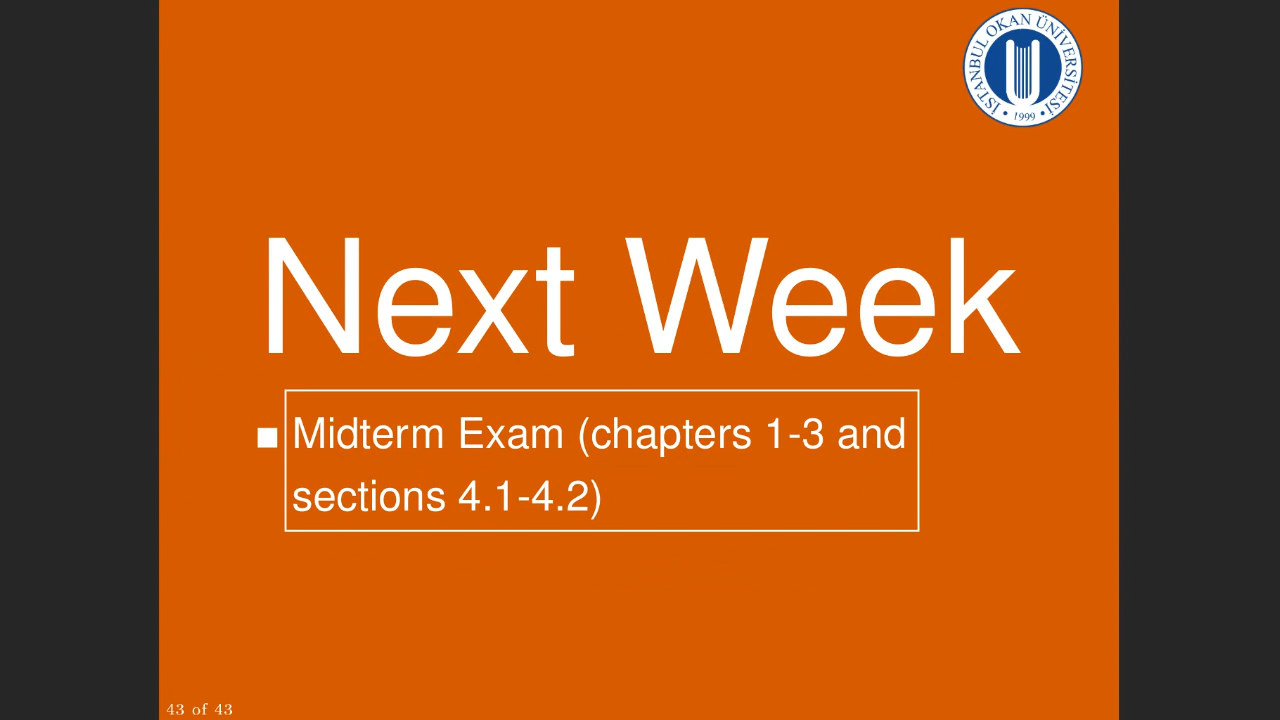 İSTANBUL OKAN ÜNİVERSİTESİ
• 1999 •
Next Week
■ Midterm Exam (chapters 1-3 and
sections 4.1-4.2)
43 of 43